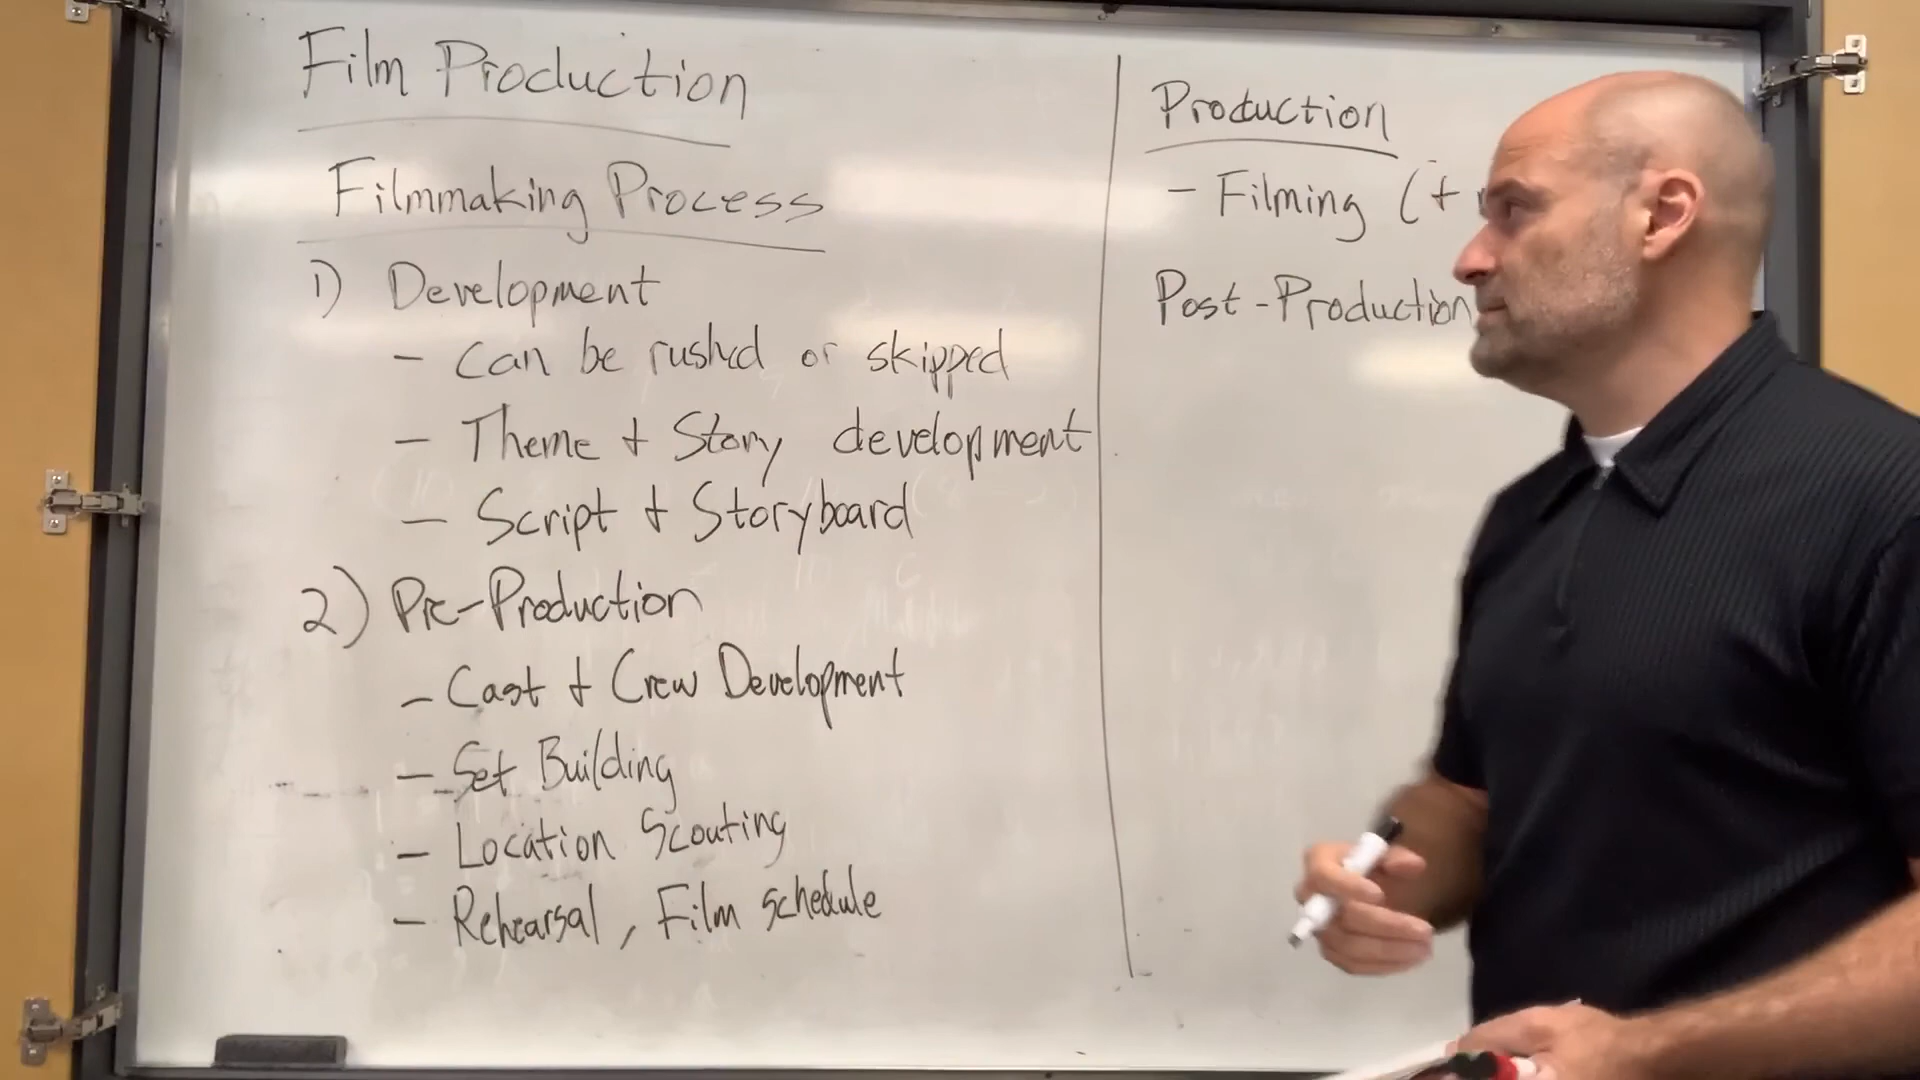 Film Production
Filmmaking Process
1) Development
- can be rushed or skipped
- Theme + Story development
- Script + Storyboard
2) Pre-Production
- Cast + Crew Development
- Set Building
- Location Scouting
- Rehearsal, Film schedule
Production
- Filming (+
Post-Production